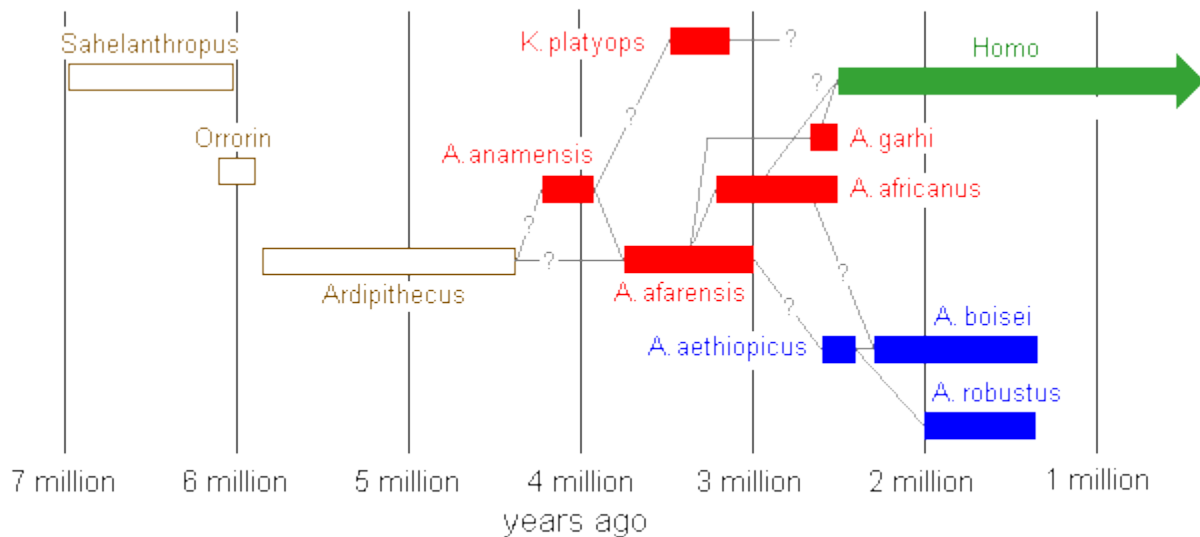 Sahelanthropus
K. platyops
?
Homo
?
Orrorin
?
A. garhi
A. anamensis
A. africanus
?
?
?
Ardipithecus
A. afarensis
?
A. boisei
A. aethiopicus
A. robustus
7 million
6 million
5 million
4 million
3 million
2 million
1 million
years ago